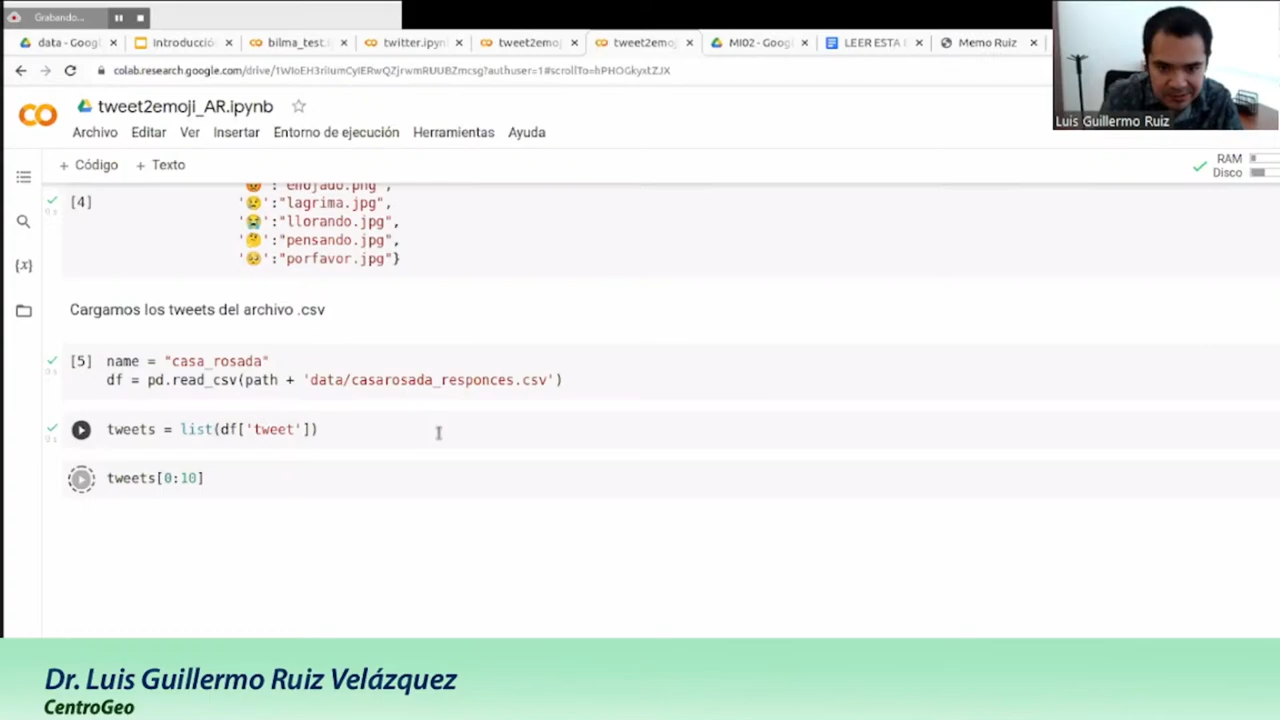 Grabando...
data - Googl
Introducció
bilma_test.i
twitter.ipyn
tweet2emoj
tweet2emoj
MI02 - Goog
LEER ESTA
Memo Ruiz
colab.research.google.com/drive/
?authuser=1#scrollTo=hPHOGkyxtZJX
Luis Guillermo Ruiz
CO
tweet2emoji_AR.ipynb
Archivo Editar Ver Insertar Entorno de ejecución Herramientas Ayuda
+ Código + Texto
RAM
Disco
'😡':"enojado.png",
[4] '😢':"lagrima.jpg",
'😭':"llorando.jpg",
'🤔':"pensando.jpg",
'🥺':"porfavor.jpg"}
{x}
Cargamos los tweets del archivo .csv
[5] name = "casa_rosada"
df = pd.read_csv(path + 'data/casarosada_responces.csv')
tweets = list(df['tweet'])
tweets[0:10]
Dr. Luis Guillermo Ruiz Velázquez
CentroGeo